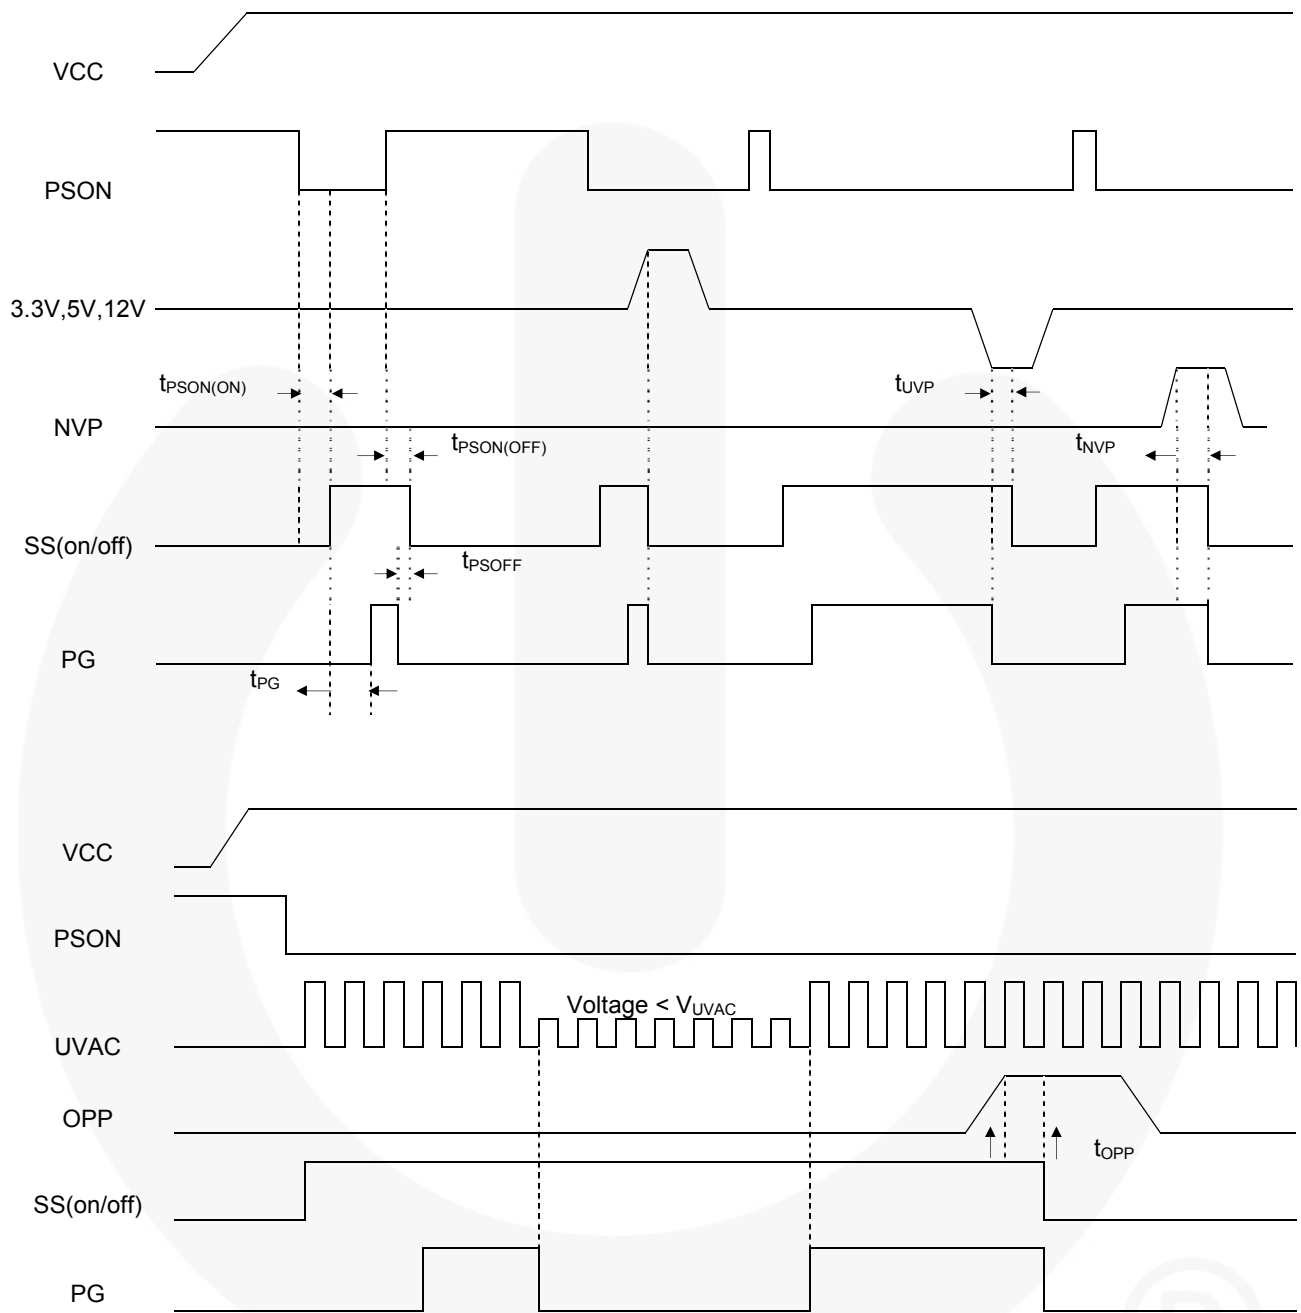 VCC
PSON
3.3V,5V,12V
tPSON(ON)
tUVP
NVP
tPSON(OFF)
tNVP
SS(on/off)
tPSOFF
PG
tPG
VCC
PSON
Voltage < VUVAC
UVAC
OPP
tOPP
SS(on/off)
PG
R